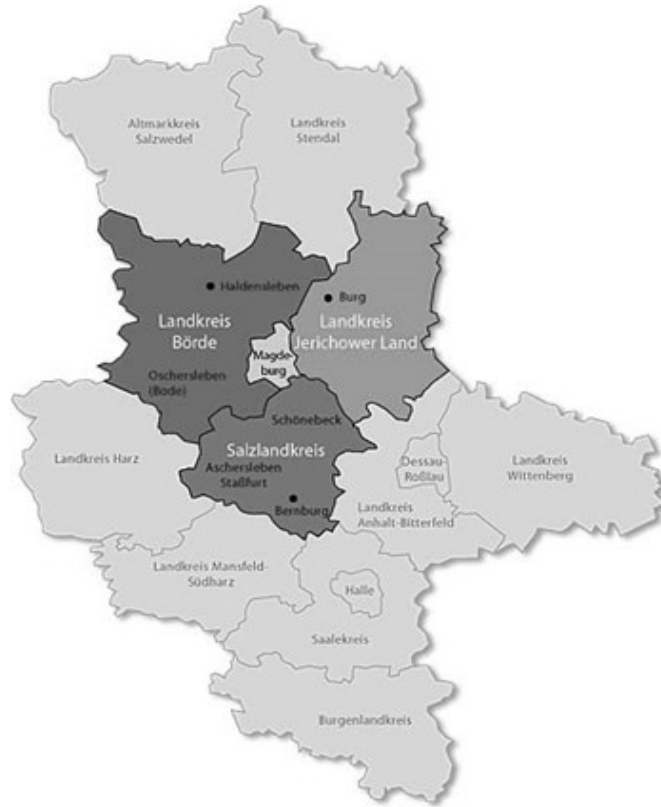 Altmarkkreis
Salzwedel
Landkreis
Stendal
Haldensleben
Burg
Landkreis
Börde
Landkreis
Jerichower Land
Magde-
burg
Oschersleben
(Bode)
Schönebeck
Landkreis Harz
Salzlandkreis
Aschersleben
Staßfurt
Bernburg
Dessau-
Roßlau
Landkreis
Wittenberg
Landkreis
Anhalt-Bitterfeld
Landkreis Mansfeld-
Südharz
Halle
Saalekreis
Burgenlandkreis